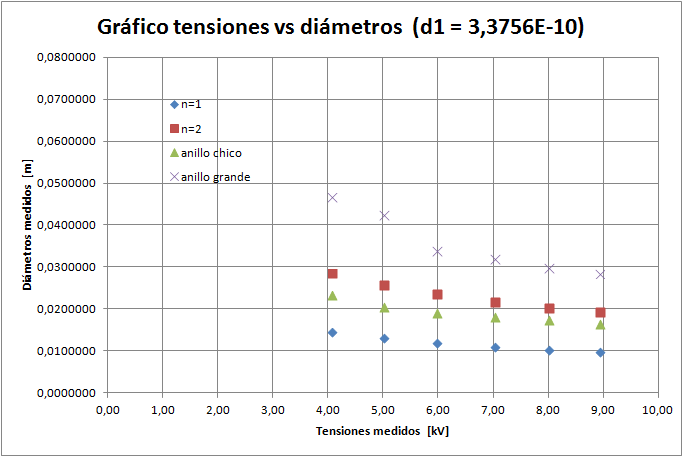 Gráfico tensiones vs diámetros (d1 = 3,3756E-10)
0,0800000
0,0700000
0,0600000
0,0500000
0,0400000
0,0300000
0,0200000
0,0100000
0,0000000
Diámetros medidos [m]
n=1
n=2
anillo chico
anillo grande
0,00 1,00 2,00 3,00 4,00 5,00 6,00 7,00 8,00 9,00 10,00
Tensiones medidos [kV]